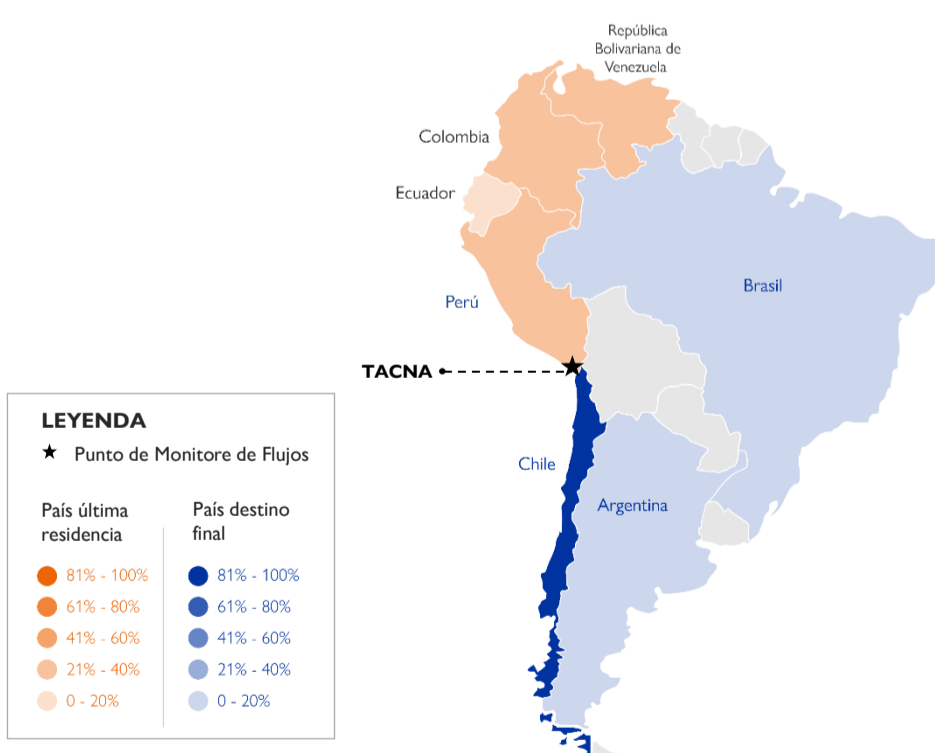 República
Bolivariana de
Venezuela
Colombia
Ecuador
Perú
Brasil
TACNA
Chile
Argentina
LEYENDA
Punto de Monitore de Flujos
País última
residencia
81% - 100%
61% - 80%
41% - 60%
21% - 40%
0 - 20%
País destino
final
81% - 100%
61% - 80%
41% - 60%
21% - 40%
0 - 20%